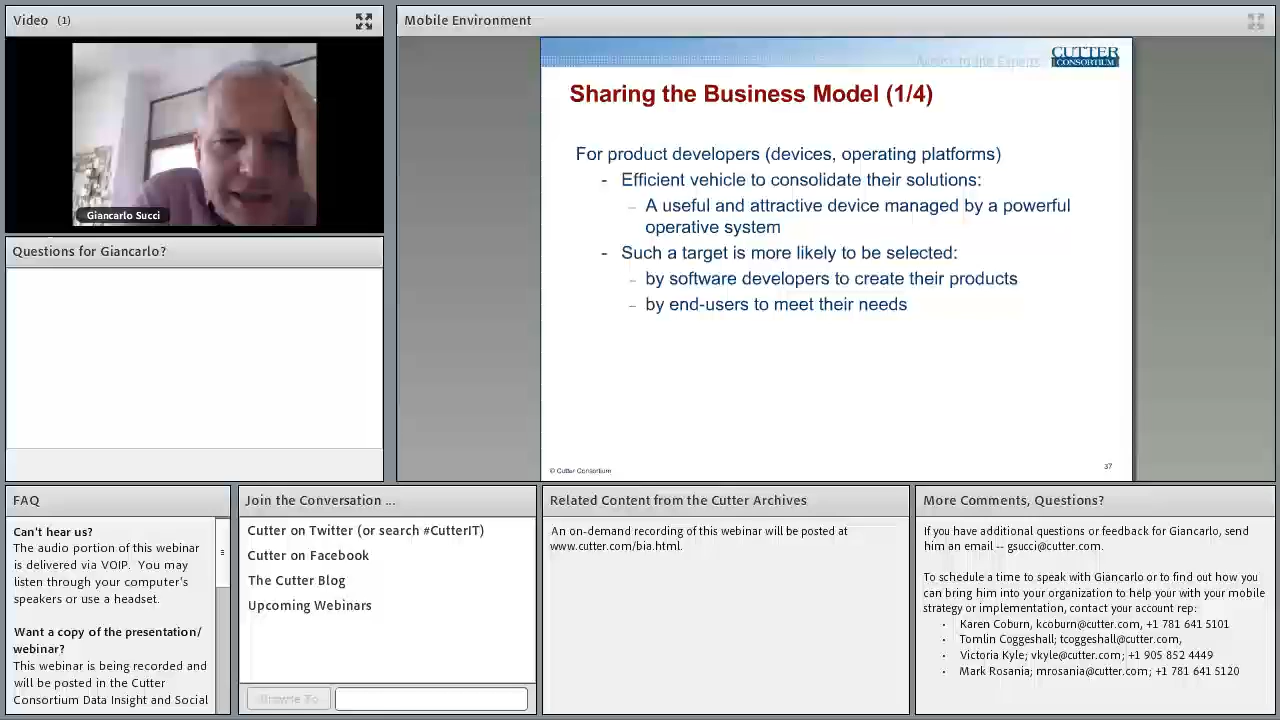 Video (1)
Giancarlo Succi
Questions for Giancarlo?
Mobile Environment
Access to the Experts
CUTTER
CONSORTIUM
Sharing the Business Model (1/4)
For product developers (devices, operating platforms)
- Efficient vehicle to consolidate their solutions:
– A useful and attractive device managed by a powerful
operative system
- Such a target is more likely to be selected:
– by software developers to create their products
– by end-users to meet their needs
© Cutter Consortium
37
FAQ
Can't hear us?
The audio portion of this webinar
is delivered via VOIP. You may
listen through your computer's
speakers or use a headset.
Want a copy of the presentation/
webinar?
This webinar is being recorded and
will be posted in the Cutter
Consortium Data Insight and Social
Join the Conversation ...
Cutter on Twitter (or search #CutterIT)
Cutter on Facebook
The Cutter Blog
Upcoming Webinars
Browse To
Related Content from the Cutter Archives
An on-demand recording of this webinar will be posted at
www.cutter.com/bia.html.
More Comments, Questions?
If you have additional questions or feedback for Giancarlo, send
him an email -- gsucci@cutter.com.
To schedule a time to speak with Giancarlo or to find out how you
can bring him into your organization to help your with your mobile
strategy or implementation, contact your account rep:
• Karen Coburn, kcoburn@cutter.com, +1 781 641 5101
• Tomlin Coggeshall; tcoggeshall@cutter.com,
• Victoria Kyle; vkyle@cutter.com; +1 905 852 4449
• Mark Rosania; mrosania@cutter.com; +1 781 641 5120